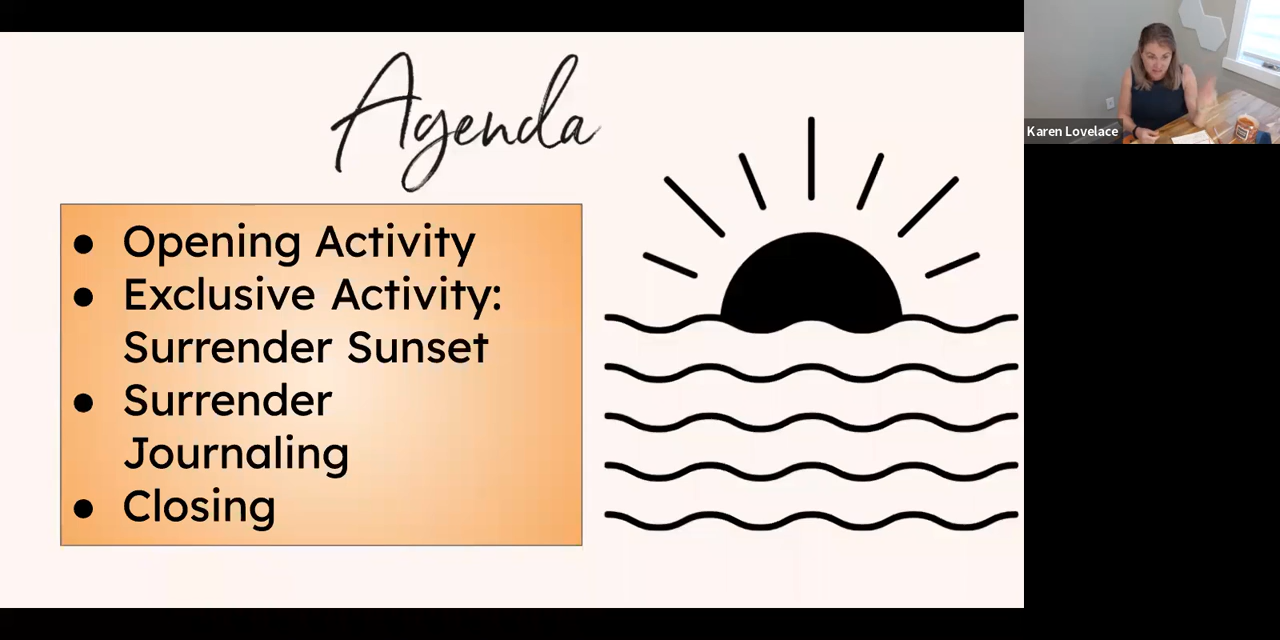 Agenda
● Opening Activity
● Exclusive Activity:
Surrender Sunset
● Surrender
Journaling
● Closing
Karen Lovelace